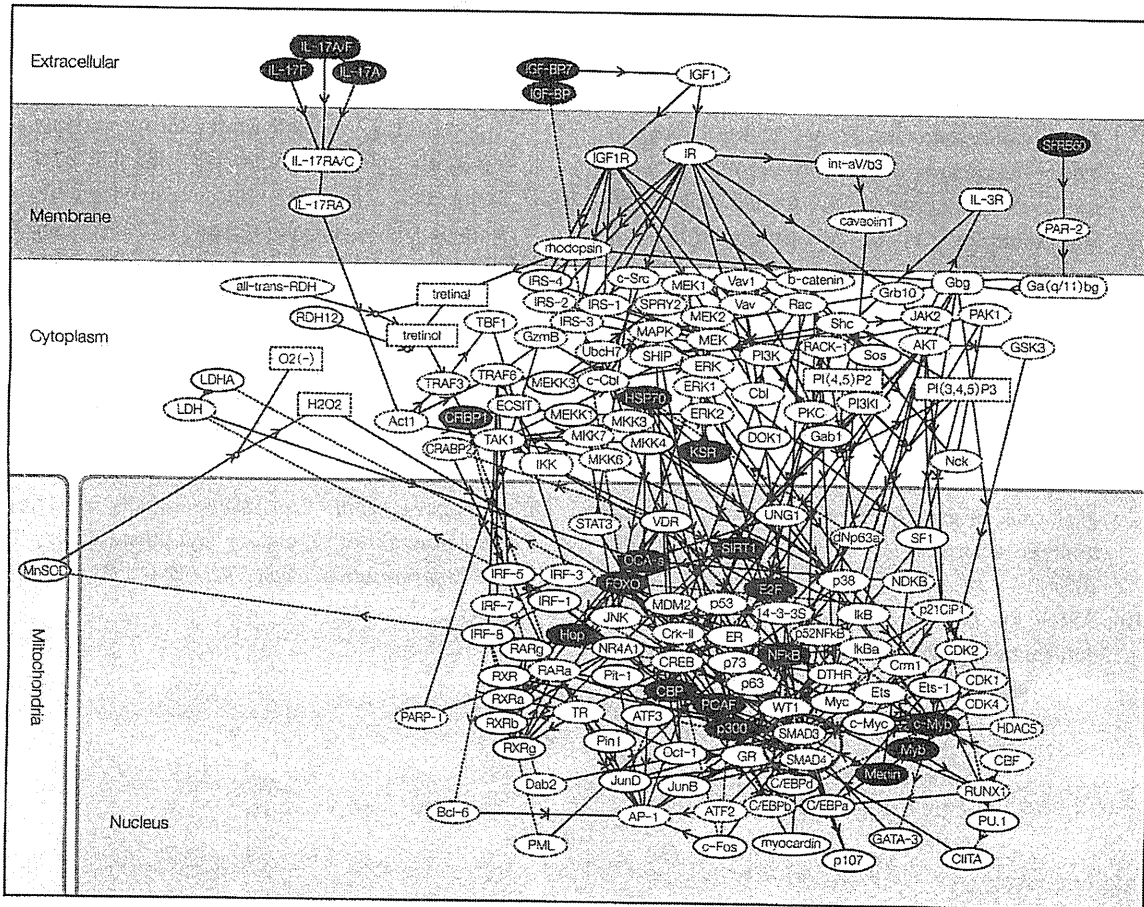 IL-17A/F
Extracellular
IL-17F
IL-17A
IGF-BP7
IGF1
IGF-BP
IL-17RA/C
IGF1R
IR
int-aV/b3
IL-17RA
IL-3R
Membrane
caveolin1
PAR-2
rhodopsin
all-trans-RDH
tretinal
IRS-4
c-Src
MEK1
Vav1
b-catenin
Grb10
Gbg
Ga(q/11)bg
IRS-2
IRS-1
SPRY2
Vav
Rac
RDH12
TBF1
IRS-3
MEK2
Shc
JAK2
PAK1
Cytoplasm
tretinol
GzmB
MAPK
MEK
RACK-1
AKT
O2(-)
UbcH7
SHIP
ERK
PI3K
Sos
GSK3
LDHA
TRAF3
TRAF6
MEKK3
c-Cbl
ERK1
Cbl
PI(4,5)P2
PI(3,4,5)P3
LDH
H2O2
Act1
CRBP1
ECSIT
HSP70
ERK2
PKC
PI3KI
MEKK1
MKK3
TAK1
MKK7
MKK4
KSR
DOK1
Gab1
CRABP2
IKK
MKK6
Nck
STAT3
VDR
UNG1
dNp63a
SF1
SIRT1
MnSOD
IRF-5
IRF-3
FOXO
E2F
p38
NDKB
IRF-7
IRF-1
MDM2
p53
14-3-3S
IkB
p21CiP1
JNK
Crk-II
ER
p52NFkB
IkBa
CDK2
IRF-8
RARg
Hop
NR4A1
NFkB
Crm1
RXR
RARa
Pit-1
CREB
p73
DTHR
Ets
Ets-1
CDK1
Mitochondria
RXRa
CBP
p63
CDK4
PARP-1
RXRb
TR
ATF3
PCAF
WT1
Myc
c-Myc
c-Myb
HDAC5
RXRg
Pin1
p300
SMAD3
Myb
Oct-1
GR
SMAD4
Menin
CBF
Dab2
JunD
JunB
C/EBPd
RUNX1
Bcl-6
AP-1
ATF2
C/EBPb
C/EBPa
PU.1
Nucleus
PML
c-Fos
myocardin
p107
GATA-3
CIITA